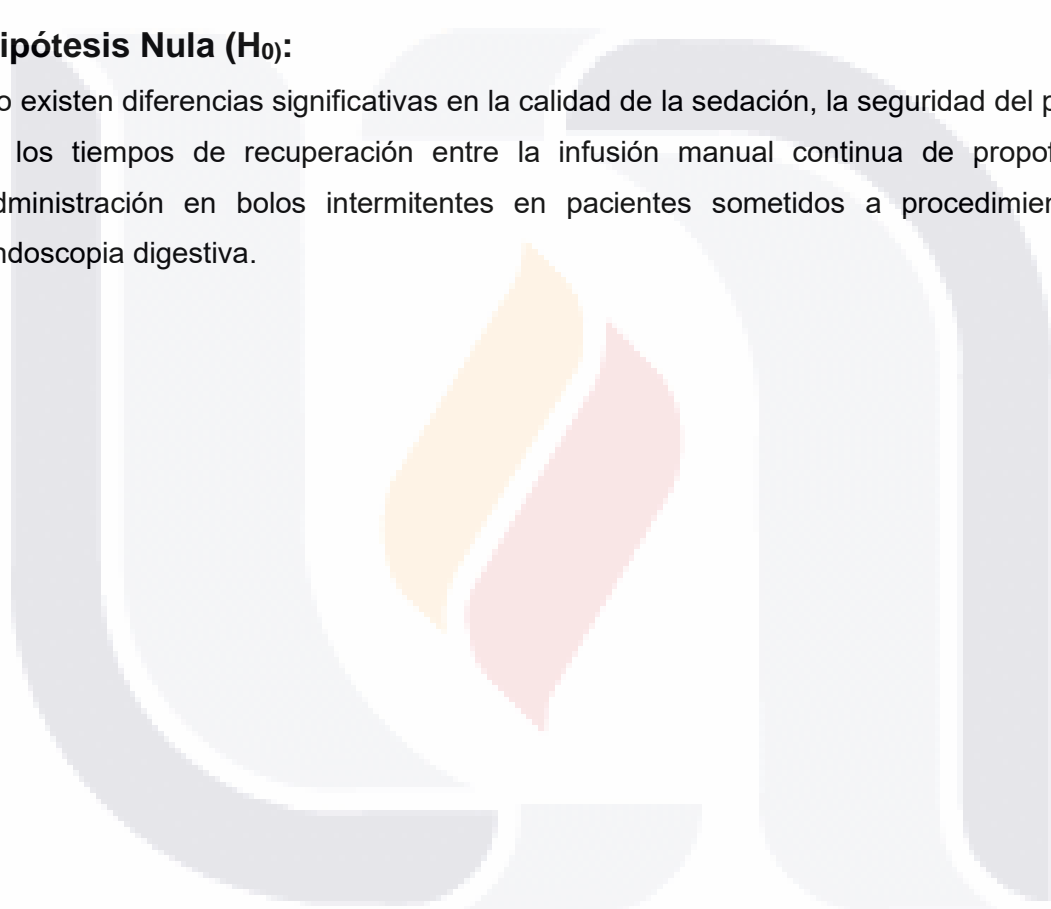 ipótesis Nula (H0):
o existen diferencias significativas en la calidad de la sedación, la seguridad del p
los tiempos de recuperación entre la infusión manual continua de propof
dministración en bolos intermitentes en pacientes sometidos a procedimien
ndoscopia digestiva.